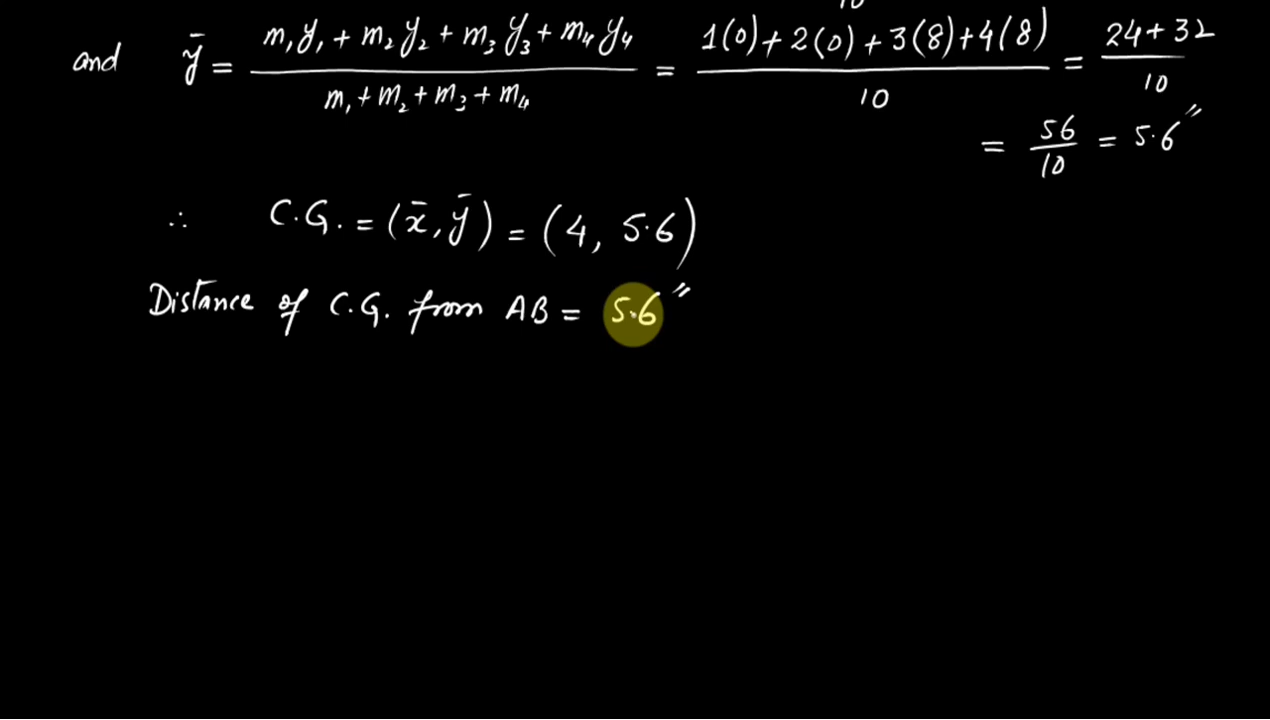 and ȳ = (m₁y₁ + m₂y₂ + m₃y₃ + m₄y₄)/(m₁ + m₂ + m₃ + m₄) = (1(0) + 2(0) + 3(8) + 4(8))/10 = (24 + 32)/10
= 56/10 = 5.6"
∴ C.G. = (x̄, ȳ) = (4, 5.6)
Distance of C.G. from AB = 5.6"